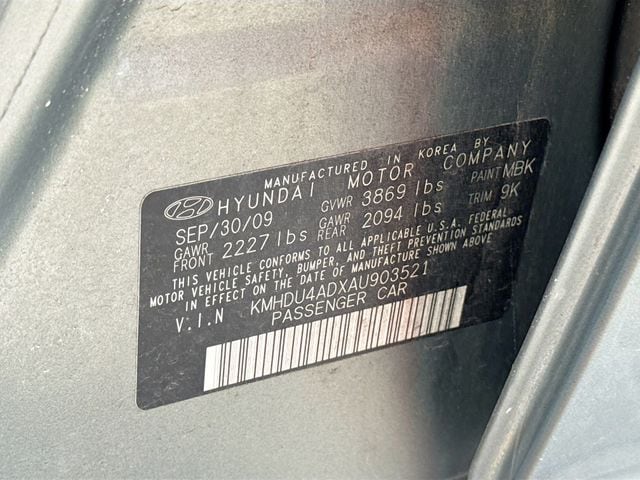 MANUFACTURED IN KOREA BY
HYUNDAI MOTOR COMPANY
SEP/30/09 GVWR 3869 lbs PAINT MBK
GAWR FRONT 2227 lbs GAWR REAR 2094 lbs TRIM 9K
THIS VEHICLE CONFORMS TO ALL APPLICABLE U.S.A. FEDERAL
MOTOR VEHICLE SAFETY, BUMPER, AND THEFT PREVENTION STANDARDS
IN EFFECT ON THE DATE OF MANUFACTURE SHOWN ABOVE.
V.I.N KMHDU4ADXAU903521
PASSENGER CAR